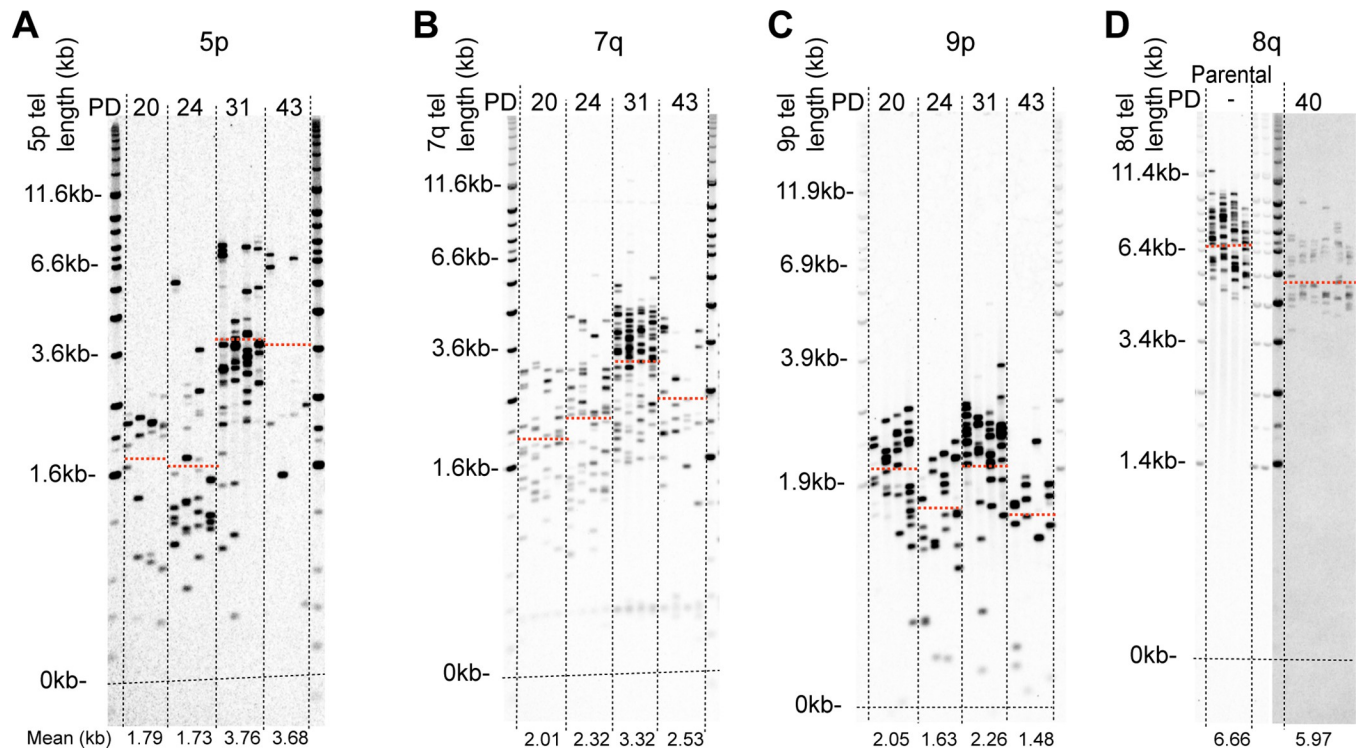 A
5p
5p tel
length (kb)
PD 20 24 31 43
11.6kb-
6.6kb-
3.6kb-
1.6kb-
0kb-
Mean (kb) 1.79 1.73 3.76 3.68
B
7q
7q tel
length (kb)
PD 20 24 31 43
11.6kb-
6.6kb-
3.6kb-
1.6kb-
0kb-
2.01 2.32 3.32 2.53
C
9p
9p tel
length (kb)
PD 20 24 31 43
11.9kb-
6.9kb-
3.9kb-
1.9kb-
0kb-
2.05 1.63 2.26 1.48
D
8q
8q tel
length (kb)
Parental
PD - 40
11.4kb-
6.4kb-
3.4kb-
1.4kb-
0kb-
6.66 5.97